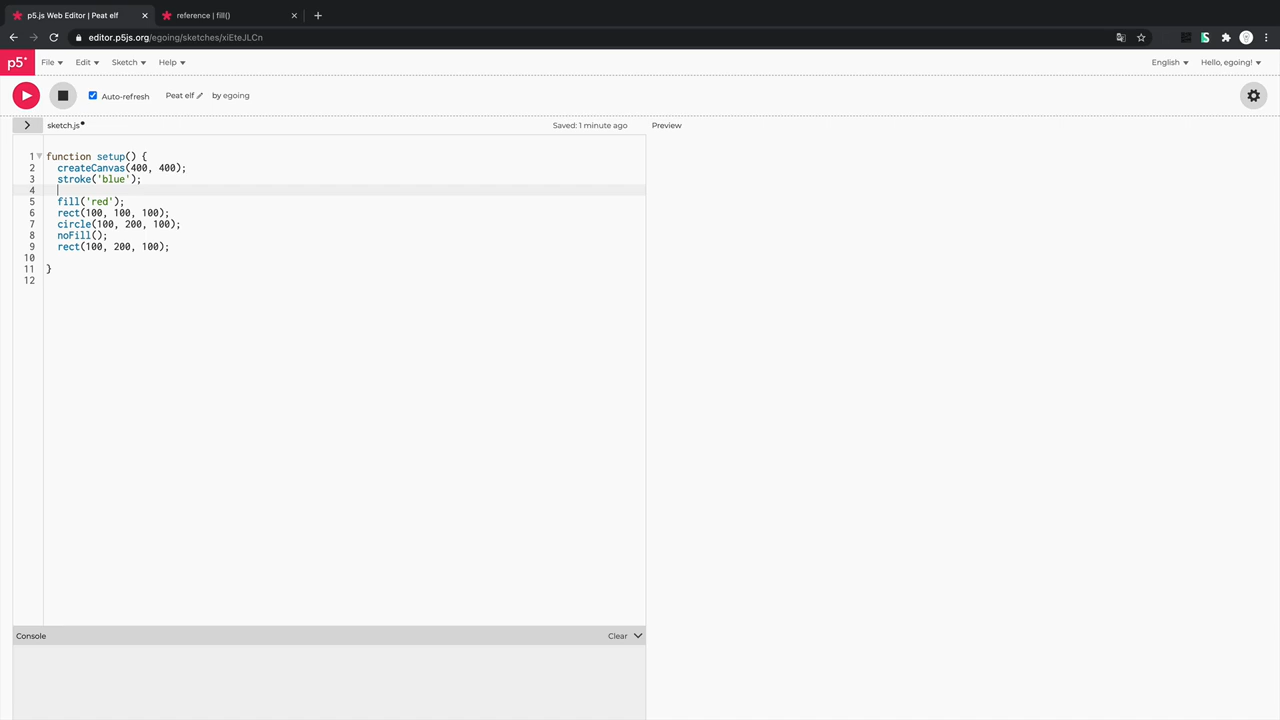 p5.js Web Editor | Peat elf
reference | fill()
editor.p5js.org/egoing/sketches/xiEteJLCn
p5*
File
Edit
Sketch
Help
English
Hello, egoing!
Auto-refresh
Peat elf
by egoing
sketch.js
Saved: 1 minute ago
Preview
1 function setup() {
2 createCanvas(400, 400);
3 stroke('blue');
4
5 fill('red');
6 rect(100, 100, 100);
7 circle(100, 200, 100);
8 noFill();
9 rect(100, 200, 100);
10
11 }
12
Console
Clear